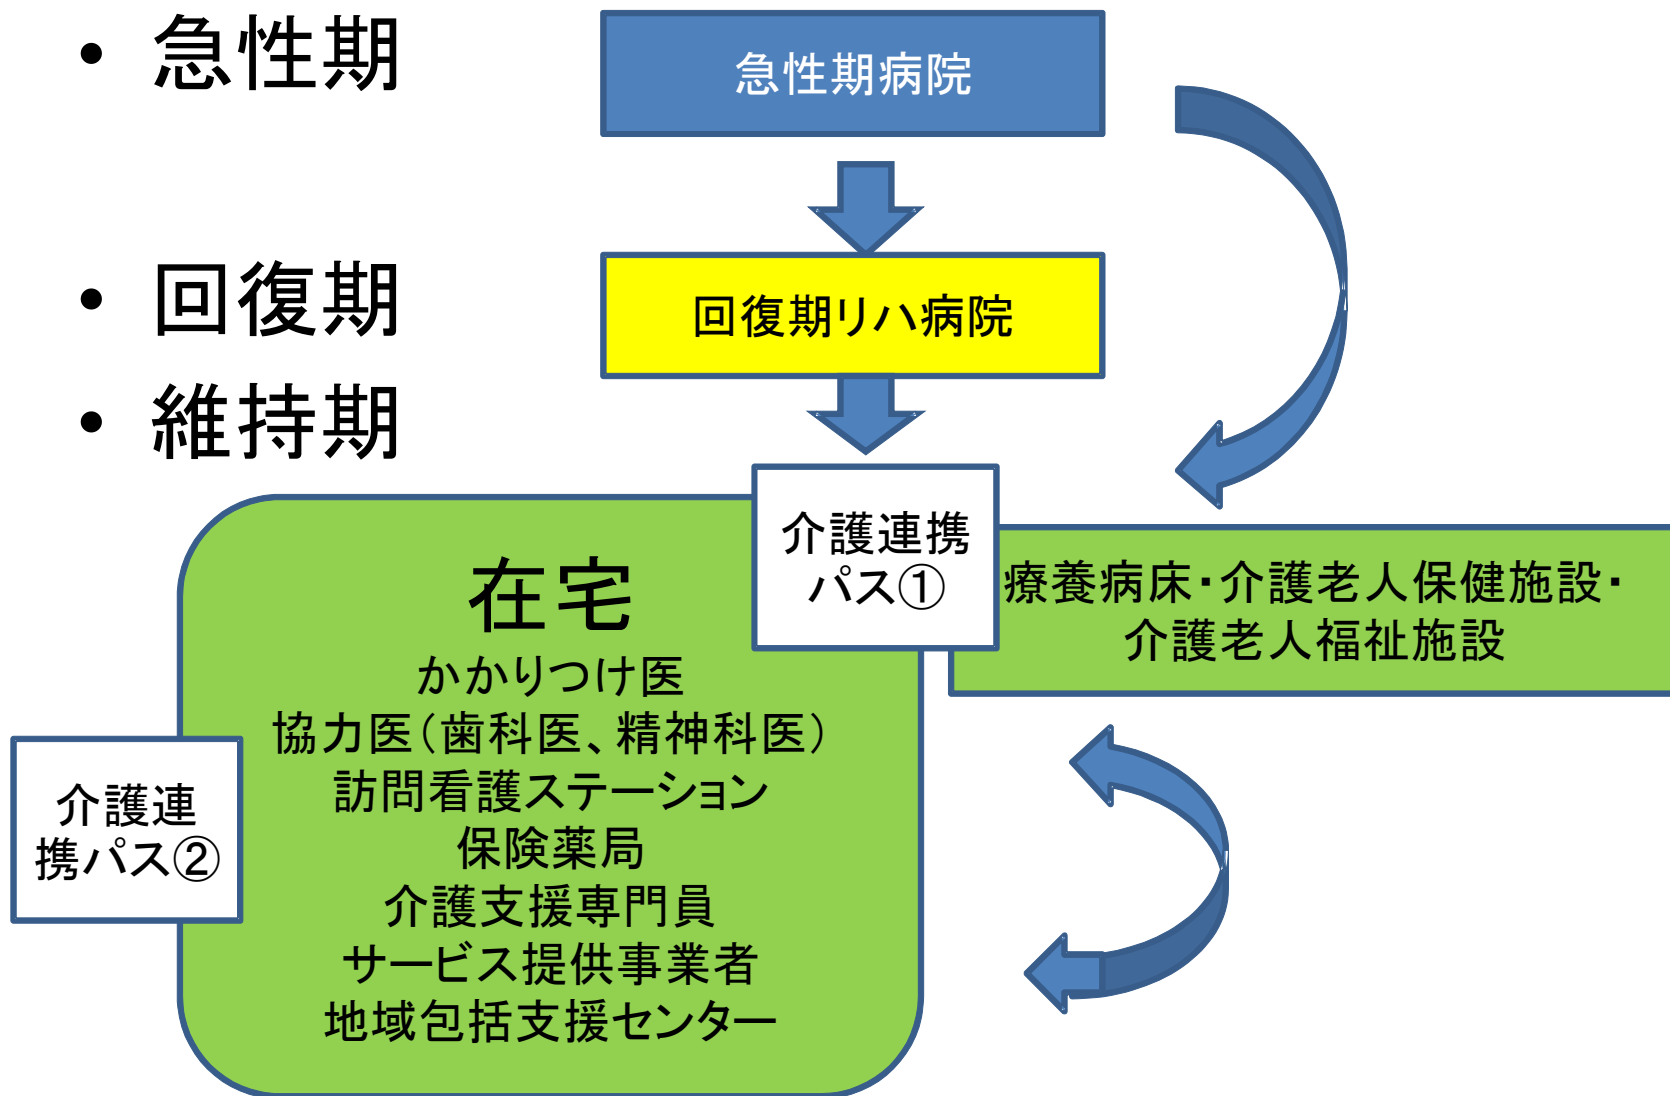 • 急性期
急性期病院
• 回復期
回復期リハ病院
• 維持期
介護連携
パス①
在宅
かかりつけ医
協力医（歯科医、精神科医）
訪問看護ステーション
保険薬局
介護支援専門員
サービス提供事業者
地域包括支援センター
療養病床・介護老人保健施設・
介護老人福祉施設
介護連
携パス②